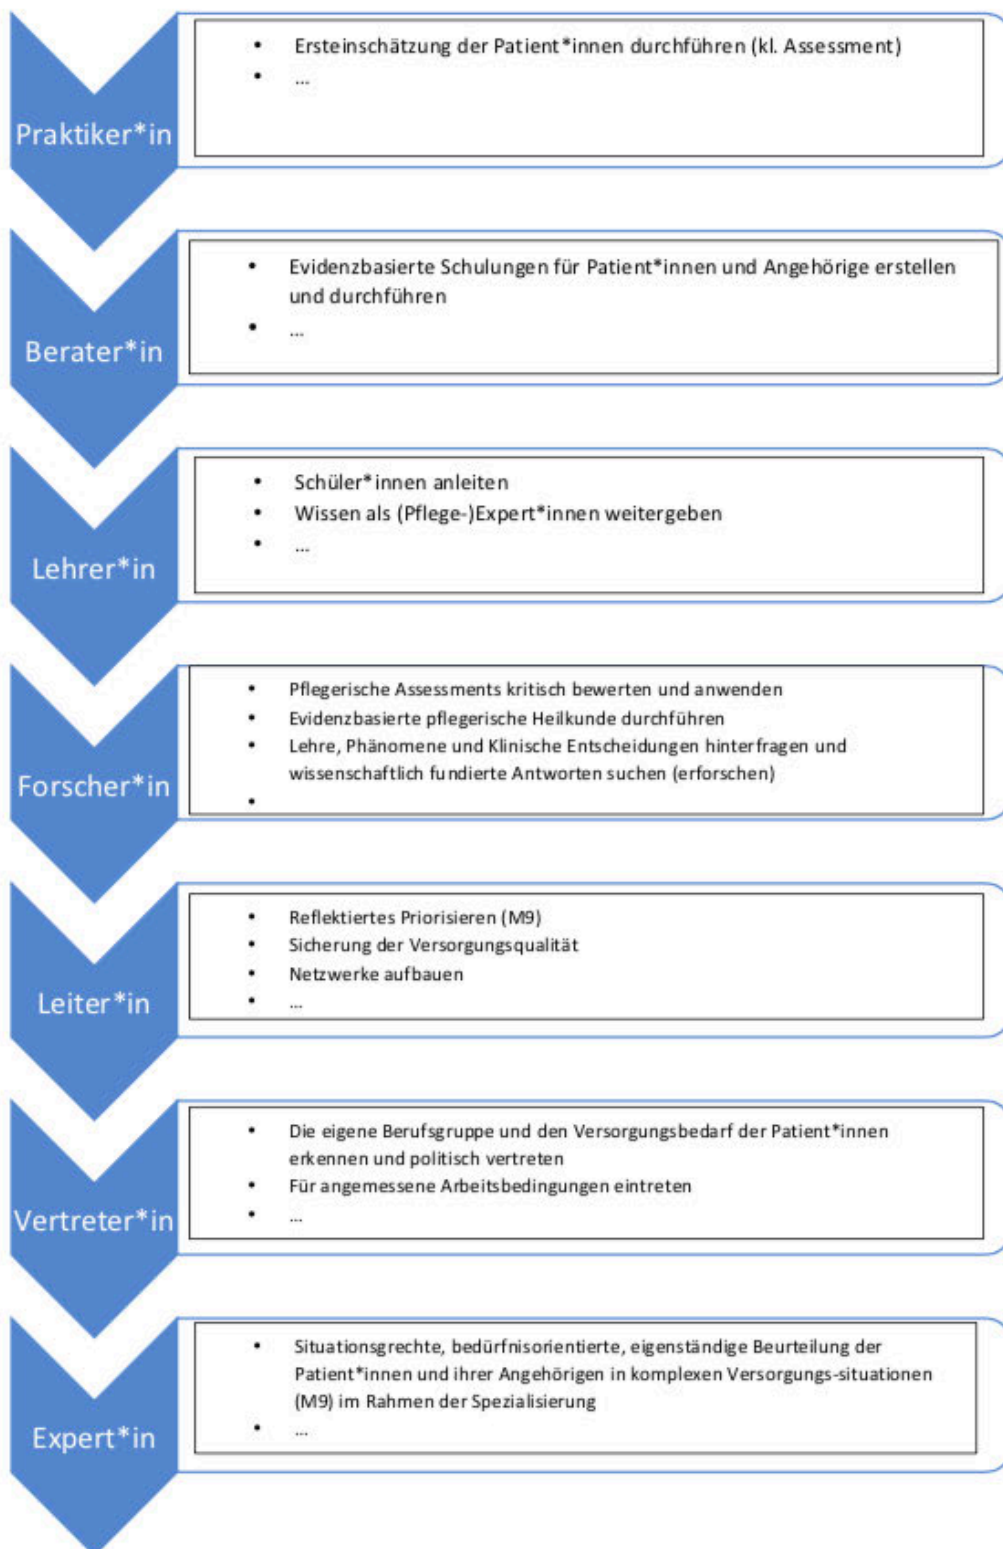 Praktiker*in
• Ersteinschätzung der Patient*innen durchführen (kl. Assessment)
• ...
Berater*in
• Evidenzbasierte Schulungen für Patient*innen und Angehörige erstellen
und durchführen
• ...
Lehrer*in
• Schüler*innen anleiten
• Wissen als (Pflege-)Expert*innen weitergeben
• ...
Forscher*in
• Pflegerische Assessments kritisch bewerten und anwenden
• Evidenzbasierte pflegerische Heilkunde durchführen
• Lehre, Phänomene und Klinische Entscheidungen hinterfragen und
wissenschaftlich fundierte Antworten suchen (erforschen)
•
Leiter*in
• Reflektiertes Priorisieren (M9)
• Sicherung der Versorgungsqualität
• Netzwerke aufbauen
• ...
Vertreter*in
• Die eigene Berufsgruppe und den Versorgungsbedarf der Patient*innen
erkennen und politisch vertreten
• Für angemessene Arbeitsbedingungen eintreten
• ...
Expert*in
• Situationsgrechte, bedürfnisorientierte, eigenständige Beurteilung der
Patient*innen und ihrer Angehörigen in komplexen Versorgungs-situationen
(M9) im Rahmen der Spezialisierung
• ...